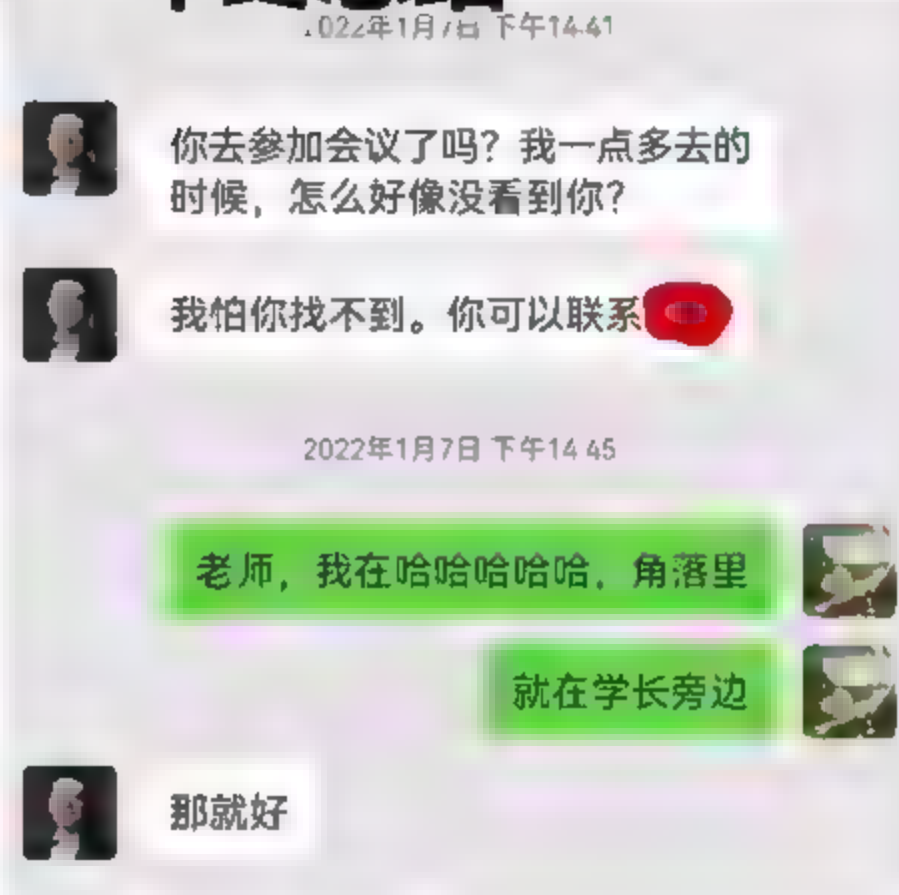 2022年1月7日 下午14:41
你去参加会议了吗？我一点多去的
时候，怎么好像没看到你？
我怕你找不到。你可以联系
2022年1月7日 下午14:45
老师，我在哈哈哈哈哈，角落里
就在学长旁边
那就好